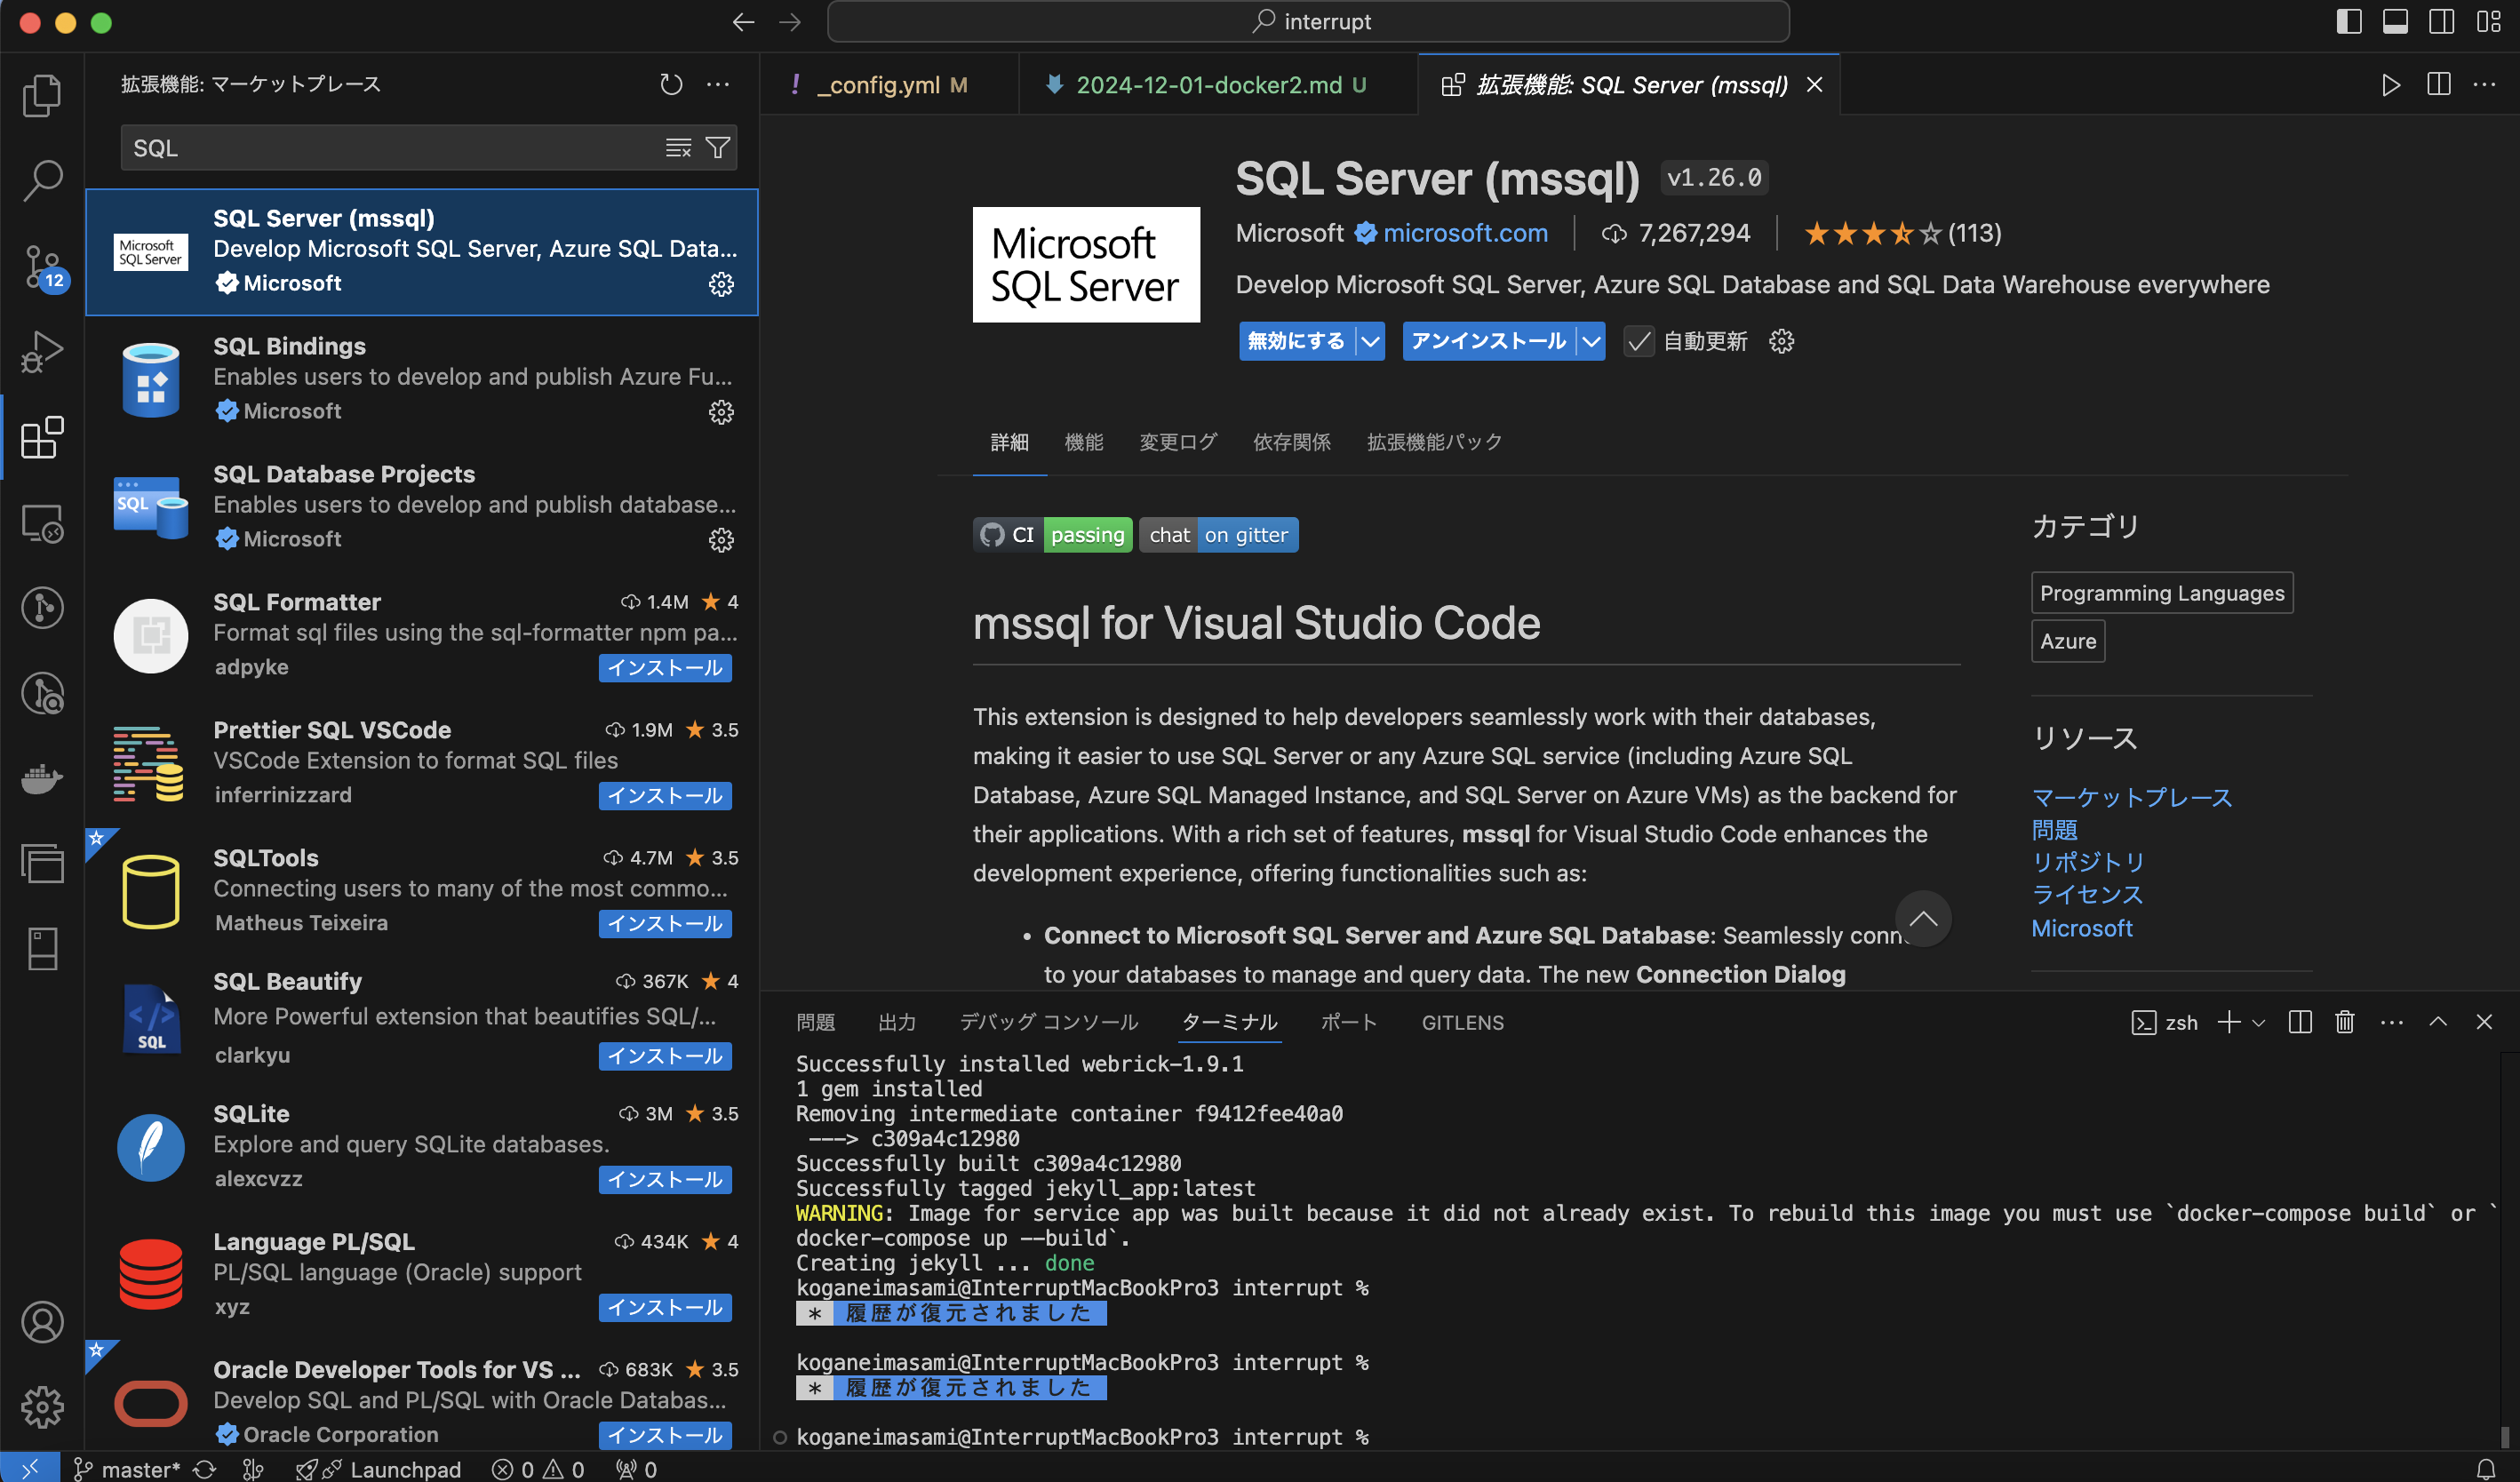 interrupt
拡張機能: マーケットプレース
SQL
12
SQL Server (mssql)
Develop Microsoft SQL Server, Azure SQL Data...
Microsoft
Microsoft
SQL Server
SQL Bindings
Enables users to develop and publish Azure Fu...
Microsoft
SQL Database Projects
Enables users to develop and publish database...
Microsoft
SQL
SQL Formatter 1.4M ★ 4
Format sql files using the sql-formatter npm pa...
adpyke インストール
Prettier SQL VSCode 1.9M ★ 3.5
VSCode Extension to format SQL files
inferrinizzard インストール
SQLTools 4.7M ★ 3.5
Connecting users to many of the most commo...
Matheus Teixeira インストール
SQL Beautify 367K ★ 4
More Powerful extension that beautifies SQL/...
clarkyu インストール
</> SQL
SQLite 3M ★ 3.5
Explore and query SQLite databases.
alexcvzz インストール
Language PL/SQL 434K ★ 4
PL/SQL language (Oracle) support
xyz インストール
Oracle Developer Tools for VS ... 683K ★ 3.5
Develop SQL and PL/SQL with Oracle Databas...
Oracle Corporation インストール
! _config.yml M
2024-12-01-docker2.md U
拡張機能: SQL Server (mssql)
Microsoft
SQL Server
SQL Server (mssql) v1.26.0
Microsoft microsoft.com 7,267,294 ★★★★☆ (113)
Develop Microsoft SQL Server, Azure SQL Database and SQL Data Warehouse everywhere
無効にする アンインストール 自動更新
詳細 機能 変更ログ 依存関係 拡張機能パック
CI passing chat on gitter
mssql for Visual Studio Code
This extension is designed to help developers seamlessly work with their databases,
making it easier to use SQL Server or any Azure SQL service (including Azure SQL
Database, Azure SQL Managed Instance, and SQL Server on Azure VMs) as the backend for
their applications. With a rich set of features, mssql for Visual Studio Code enhances the
development experience, offering functionalities such as:
• Connect to Microsoft SQL Server and Azure SQL Database: Seamlessly conn
to your databases to manage and query data. The new Connection Dialog
カテゴリ
Programming Languages
Azure
リソース
マーケットプレース
問題
リポジトリ
ライセンス
Microsoft
問題 出力 デバッグ コンソール ターミナル ポート GITLENS
zsh
Successfully installed webrick-1.9.1
1 gem installed
Removing intermediate container f9412fee40a0
---> c309a4c12980
Successfully built c309a4c12980
Successfully tagged jekyll_app:latest
WARNING: Image for service app was built because it did not already exist. To rebuild this image you must use `docker-compose build` or `
docker-compose up --build`.
Creating jekyll ... done
koganeimasami@InterruptMacBookPro3 interrupt %
* 履歴が復元されました
koganeimasami@InterruptMacBookPro3 interrupt %
* 履歴が復元されました
koganeimasami@InterruptMacBookPro3 interrupt %
master* Launchpad 0 0 0